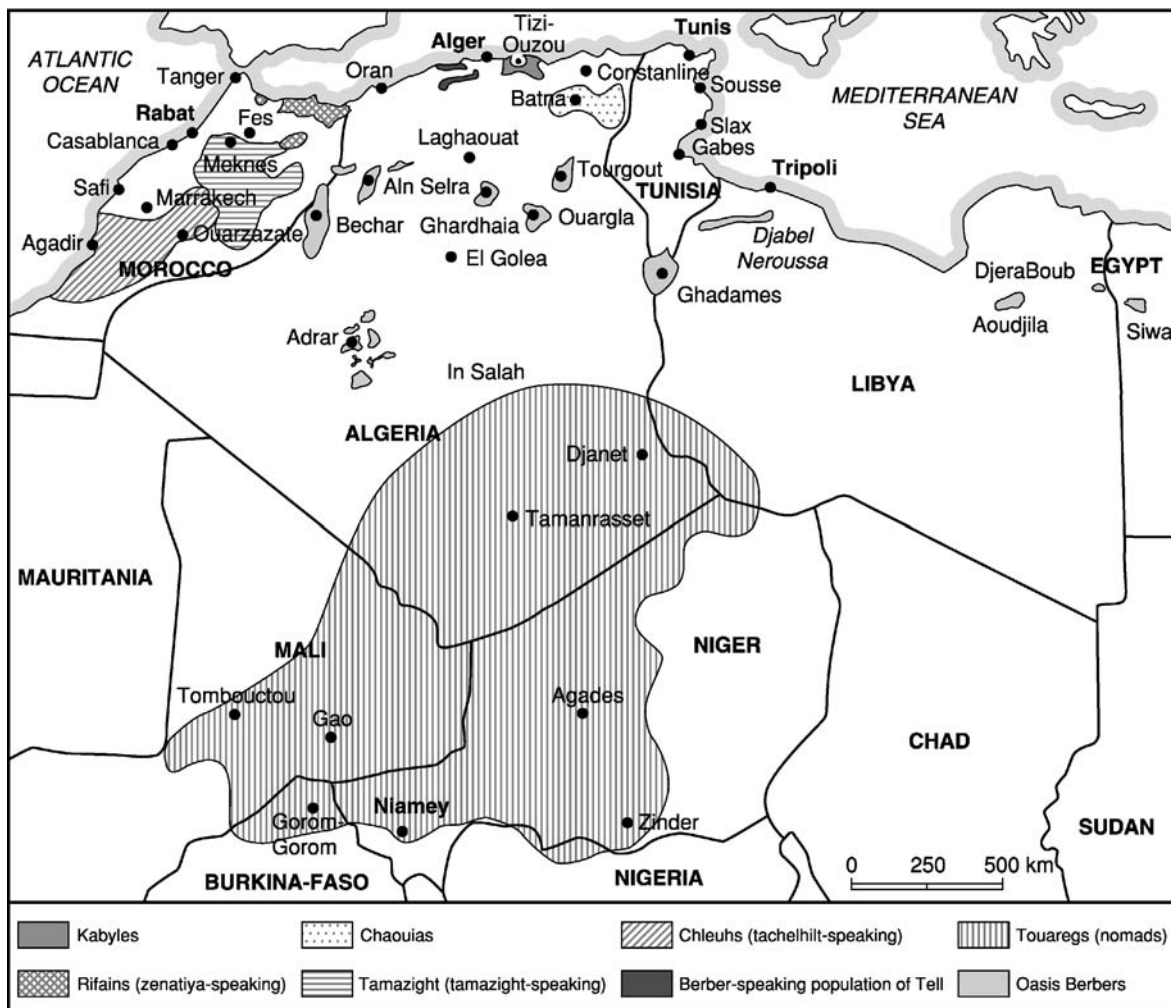 ATLANTIC
OCEAN
Tanger
Oran
Alger
Tizi-
Ouzou
Tunis
Constanline
Sousse
Batna
MEDITERRANEAN
SEA
Rabat
Fes
Casablanca
Meknes
Laghaouat
Slax
Gabes
Safi
Marrâkech
Aln Selra
Tourgout
TUNISIA
Tripoli
Agadir
Ouarzazate
Bechar
Ghardhaia
Ouargla
Djabel
Neroussa
MOROCCO
El Golea
DjeraBoub
EGYPT
Ghadames
Aoudjila
Siwa
Adrar
In Salah
LIBYA
ALGERIA
Djanet
Tamanrasset
MAURITANIA
MALI
NIGER
Tombouctou
Gao
Agades
CHAD
Gorom-
Gorom
Niamey
Zinder
SUDAN
BURKINA-FASO
NIGERIA
0 250 500 km
Kabyles
Chaouias
Chleuhs (tachelhilt-speaking)
Touaregs (nomads)
Rifains (zenatiya-speaking)
Tamazight (tamazight-speaking)
Berber-speaking population of Tell
Oasis Berbers